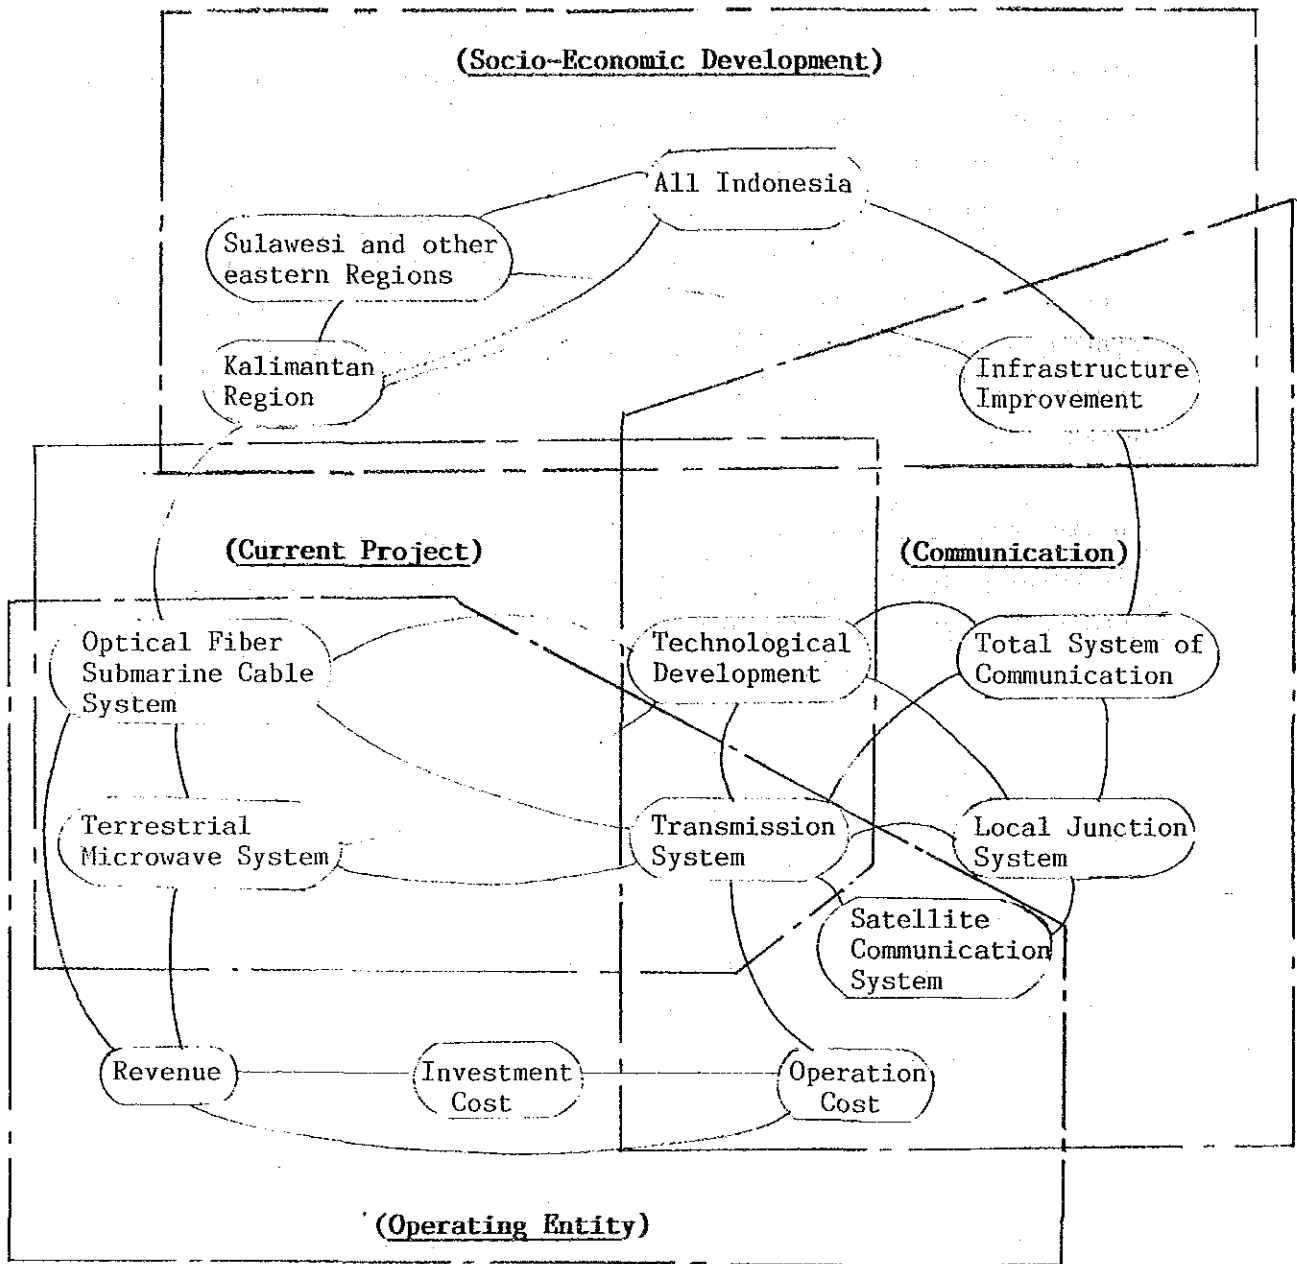 (Socio-Economic Development)
All Indonesia
Sulawesi and other
eastern Regions
Kalimantan
Region
Infrastructure
Improvement
(Current Project)
(Communication)
Optical Fiber
Submarine Cable
System
Technological
Development
Total System of
Communication
Terrestrial
Microwave System
Transmission
System
Local Junction
System
Satellite
Communication
System
Revenue
Investment
Cost
Operation
Cost
(Operating Entity)